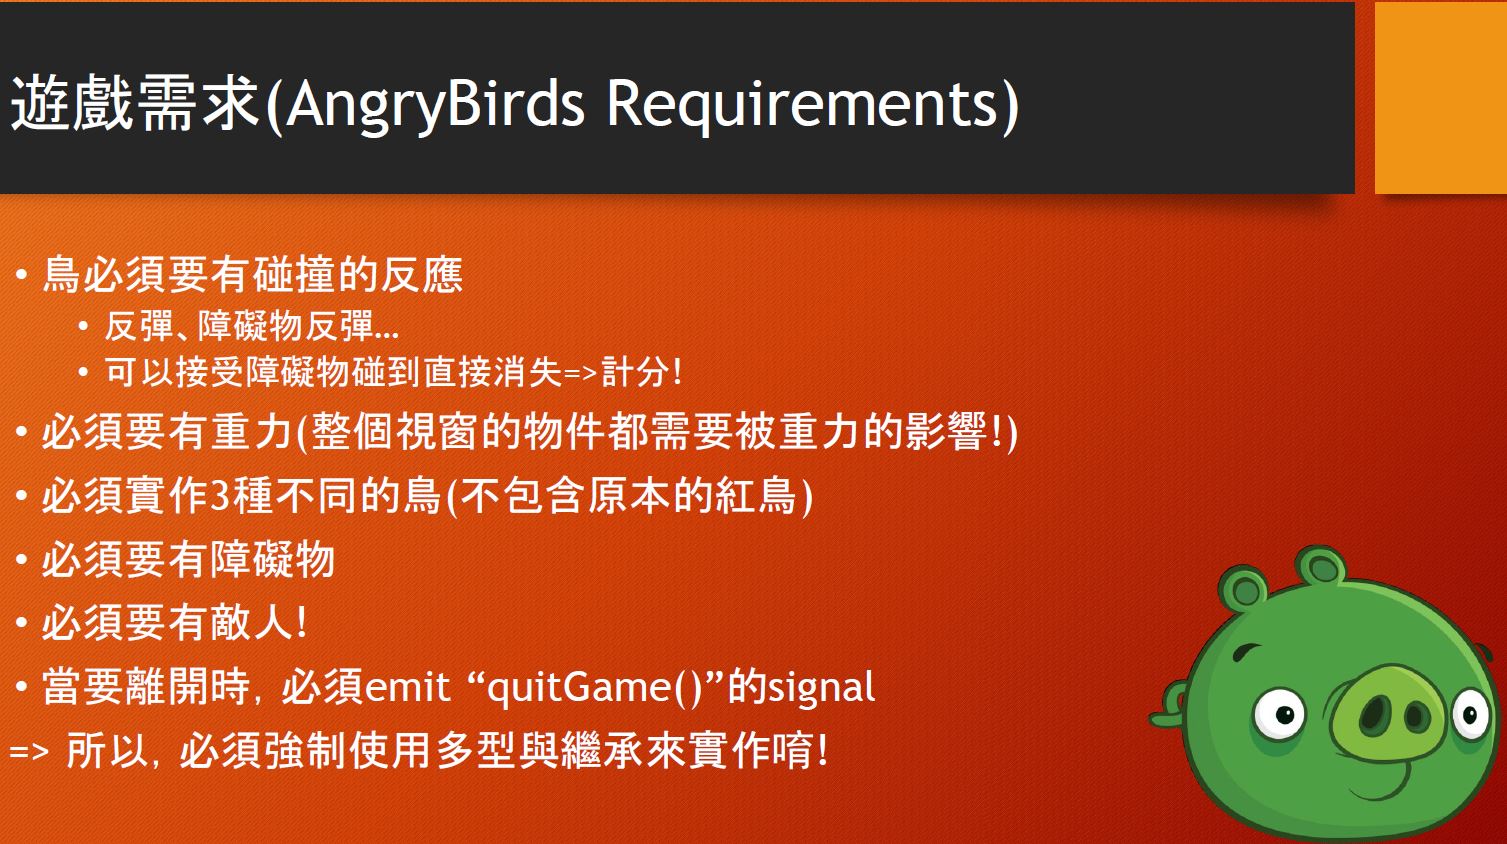 遊戲需求(AngryBirds Requirements)
• 鳥必須要有碰撞的反應
• 反彈、障礙物反彈…
• 可以接受障礙物碰到直接消失=>計分!
• 必須要有重力(整個視窗的物件都需要被重力的影響!)
• 必須實作3種不同的鳥(不包含原本的紅鳥)
• 必須要有障礙物
• 必須要有敵人!
• 當要離開時, 必須emit “quitGame()”的signal
=> 所以, 必須強制使用多型與繼承來實作唷!